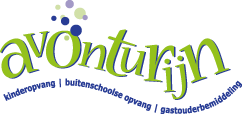 avonturijn
kinderopvang | buitenschoolse opvang | gastouderbemiddeling